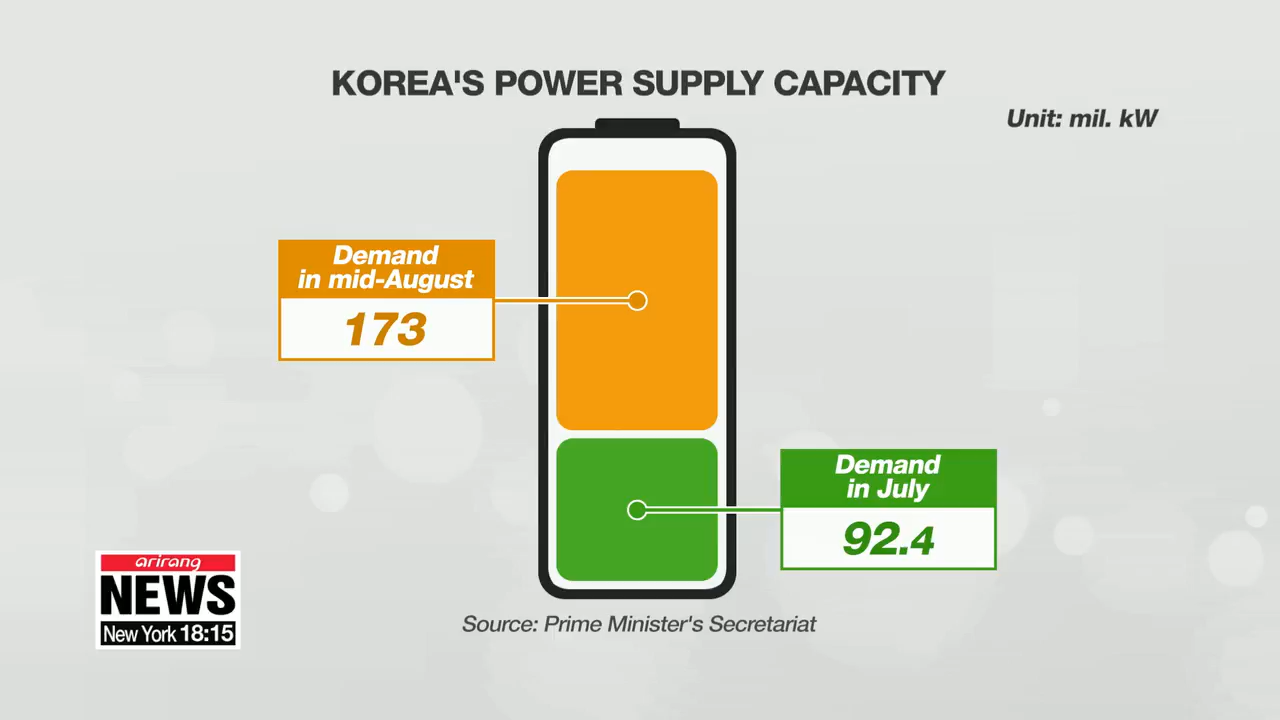 KOREA'S POWER SUPPLY CAPACITY
Unit: mil. kW
Demand
in mid-August
173
Demand
in July
92.4
Source: Prime Minister's Secretariat
arirang
NEWS
New York 18:15